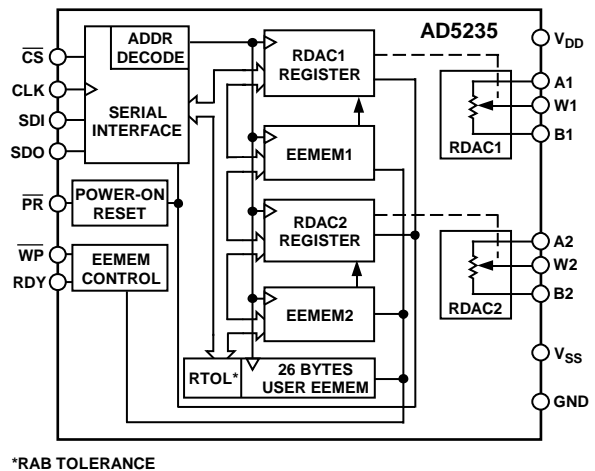 AD5235
CS
CLK
SDI
SDO
PR
WP
RDY
ADDR
DECODE
SERIAL
INTERFACE
POWER-ON
RESET
EEMEM
CONTROL
RDAC1
REGISTER
EEMEM1
RDAC2
REGISTER
EEMEM2
RTOL*
26 BYTES
USER EEMEM
RDAC1
RDAC2
VDD
A1
W1
B1
A2
W2
B2
VSS
GND
*RAB TOLERANCE